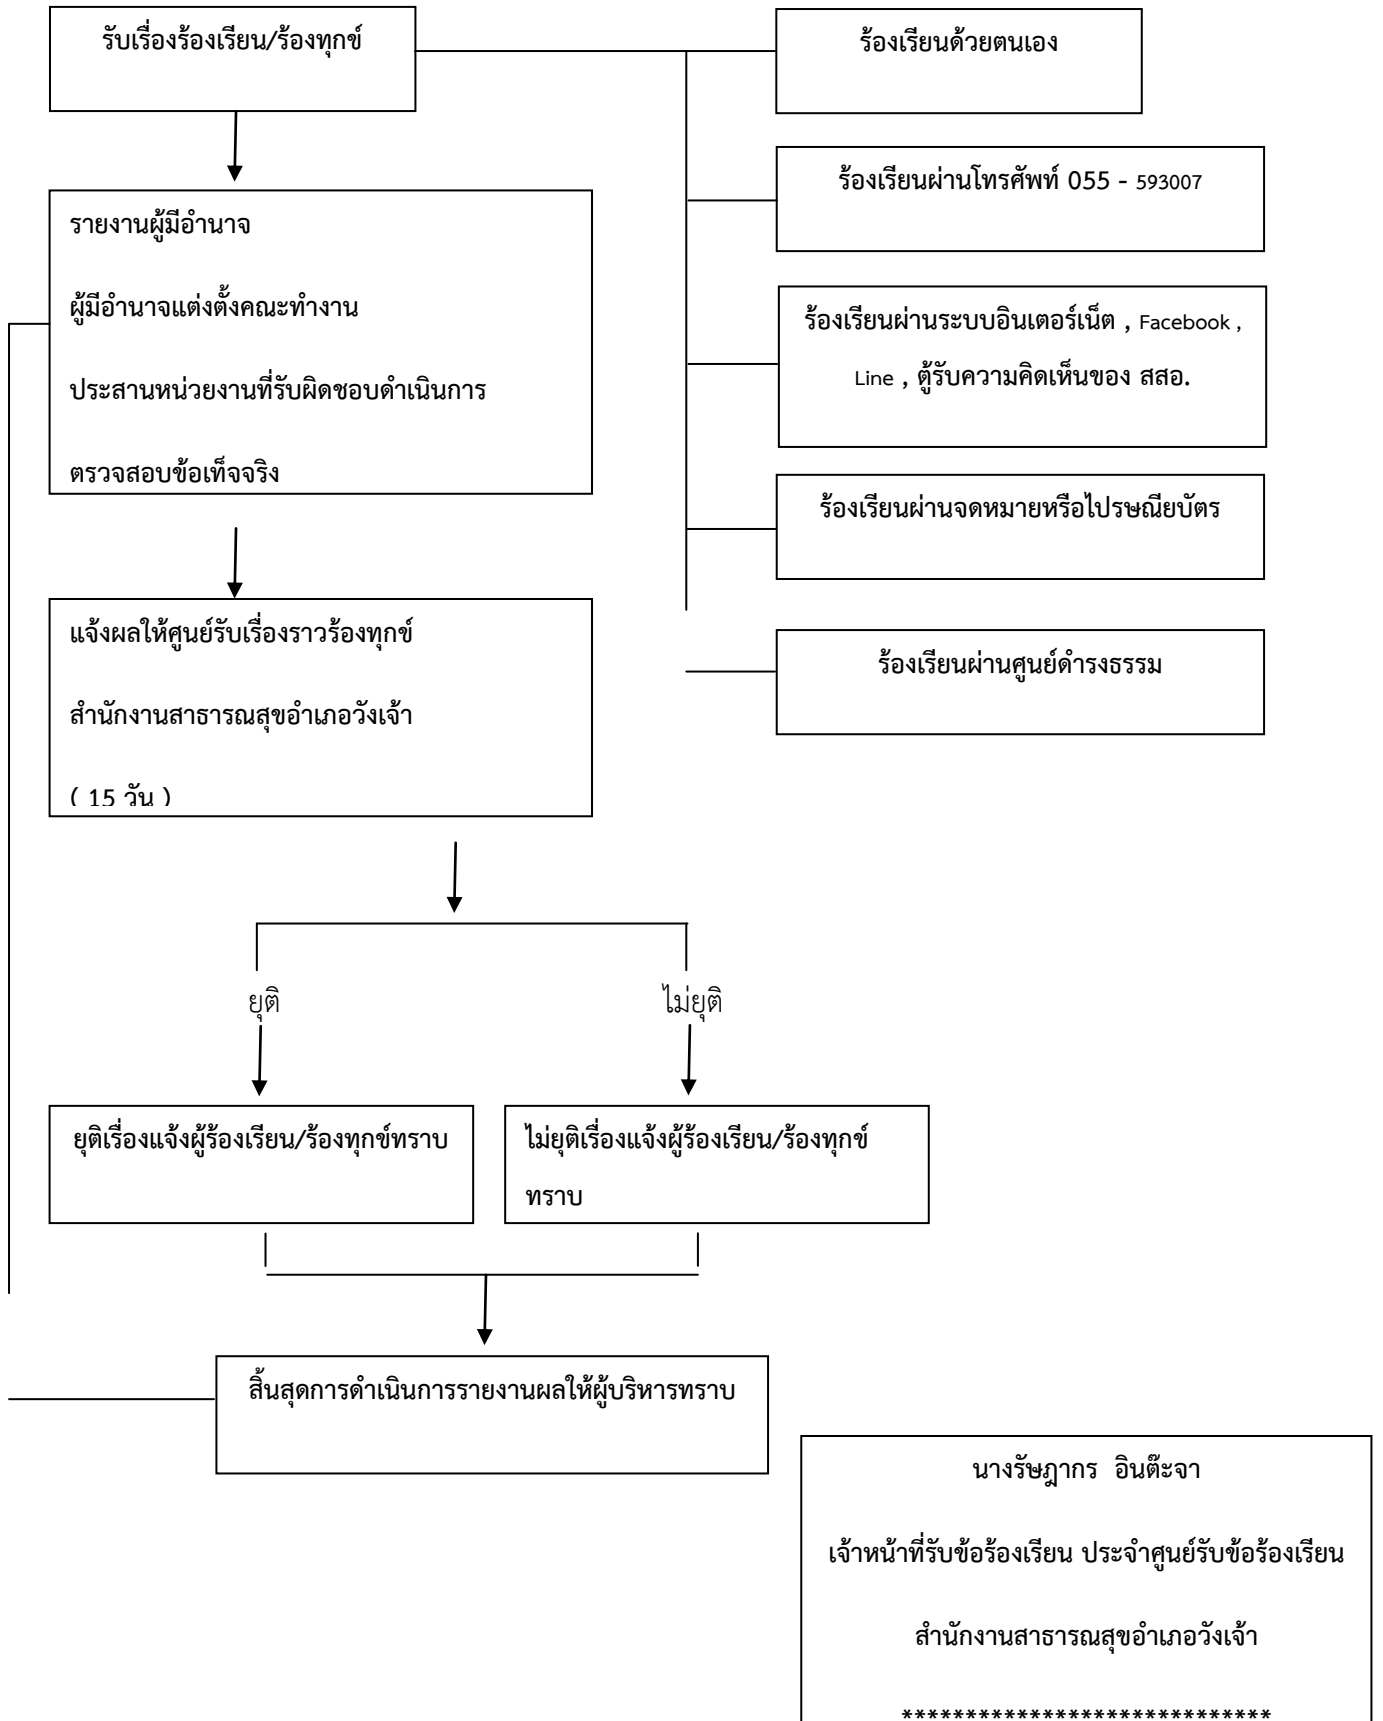 รับเรื่องร้องเรียน/ร้องทุกข์
ร้องเรียนด้วยตนเอง
ร้องเรียนผ่านโทรศัพท์ 055 - 593007
รายงานผู้มีอำนาจ
ผู้มีอำนาจแต่งตั้งคณะทำงาน
ประสานหน่วยงานที่รับผิดชอบดำเนินการ
ตรวจสอบข้อเท็จจริง
ร้องเรียนผ่านระบบอินเตอร์เน็ต , Facebook ,
Line , ตู้รับความคิดเห็นของ สสอ.
ร้องเรียนผ่านจดหมายหรือไปรษณียบัตร
ร้องเรียนผ่านศูนย์ดำรงธรรม
แจ้งผลให้ศูนย์รับเรื่องราวร้องทุกข์
สำนักงานสาธารณสุขอำเภอวังเจ้า
( 15 วัน )
ยุติ
ไม่ยุติ
ยุติเรื่องแจ้งผู้ร้องเรียน/ร้องทุกข์ทราบ
ไม่ยุติเรื่องแจ้งผู้ร้องเรียน/ร้องทุกข์
ทราบ
สิ้นสุดการดำเนินการรายงานผลให้ผู้บริหารทราบ
นางรัษฎากร อินต๊ะจา
เจ้าหน้าที่รับข้อร้องเรียน ประจำศูนย์รับข้อร้องเรียน
สำนักงานสาธารณสุขอำเภอวังเจ้า
*****************************